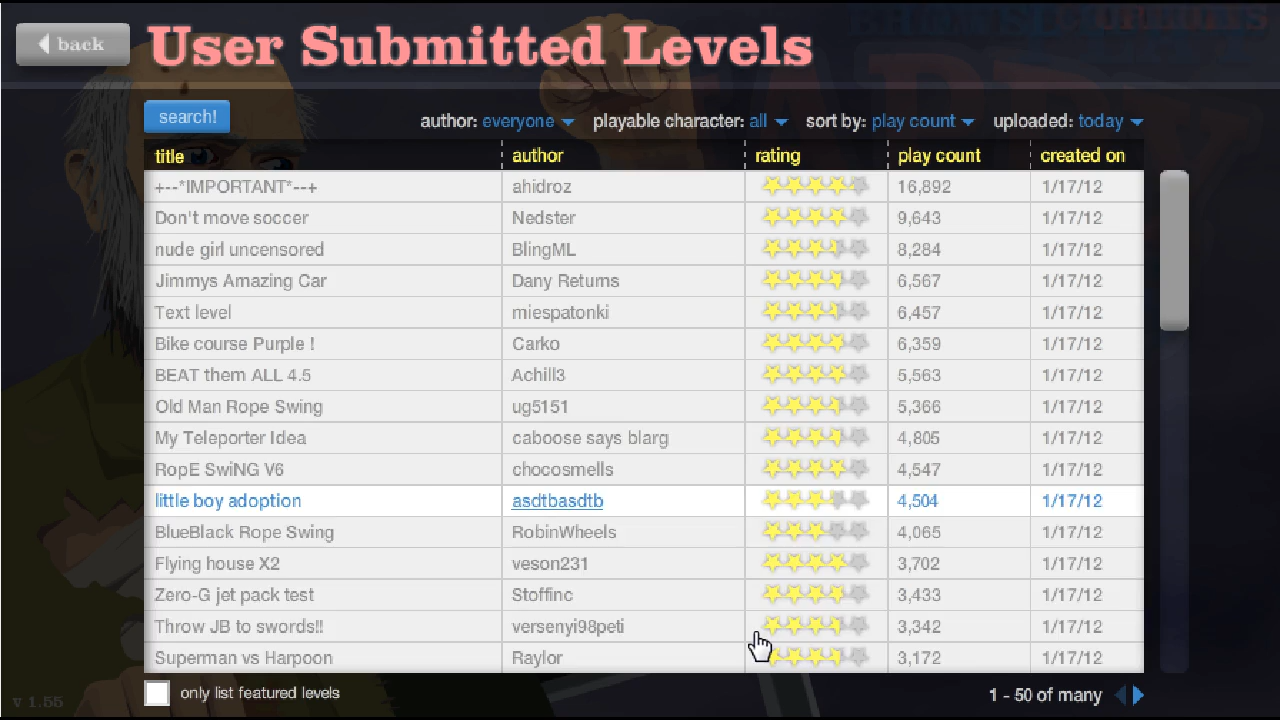 back
User Submitted Levels
search!
author: everyone playable character: all sort by: play count uploaded: today
title author rating play count created on
+--*IMPORTANT*--+ ahidroz 16,892 1/17/12
Don't move soccer Nedster 9,643 1/17/12
nude girl uncensored BlingML 8,284 1/17/12
Jimmys Amazing Car Dany Returns 6,567 1/17/12
Text level miespatonki 6,457 1/17/12
Bike course Purple ! Carko 6,359 1/17/12
BEAT them ALL 4.5 Achill3 5,563 1/17/12
Old Man Rope Swing ug5151 5,366 1/17/12
My Teleporter Idea caboose says blarg 4,805 1/17/12
RopE SwiNG V6 chocosmells 4,547 1/17/12
little boy adoption asdtbasdtb 4,504 1/17/12
BlueBlack Rope Swing RobinWheels 4,065 1/17/12
Flying house X2 veson231 3,702 1/17/12
Zero-G jet pack test Stoffinc 3,433 1/17/12
Throw JB to swords!! versenyi98peti 3,342 1/17/12
Superman vs Harpoon Raylor 3,172 1/17/12
only list featured levels 1 - 50 of many
v 1.55